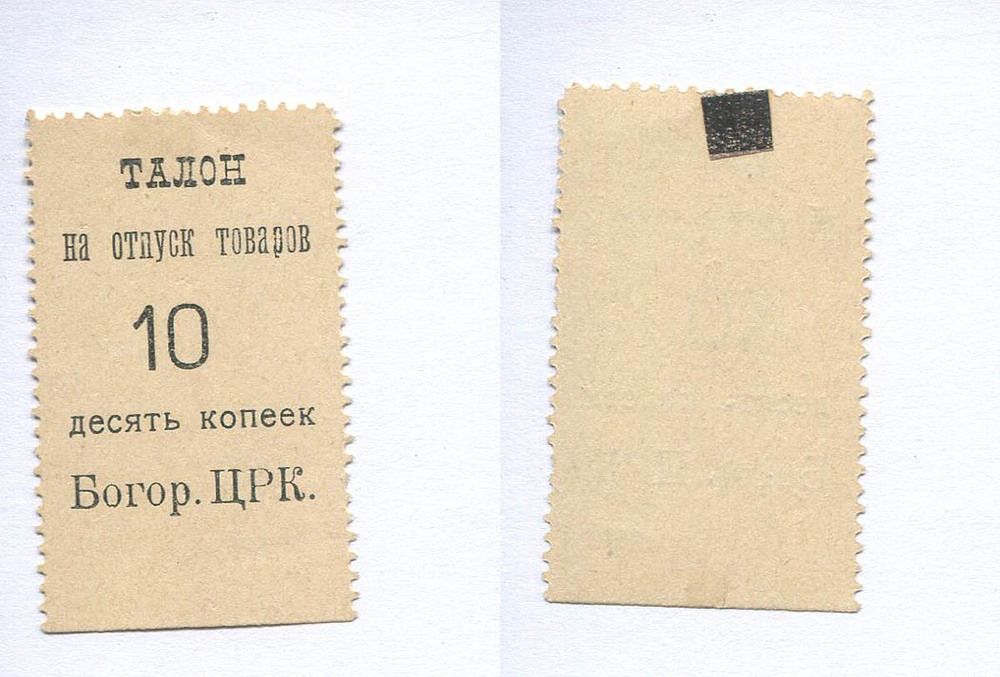 ТАЛОН
на отпуск товаров
10
десять копеек
Богор. ЦРК.